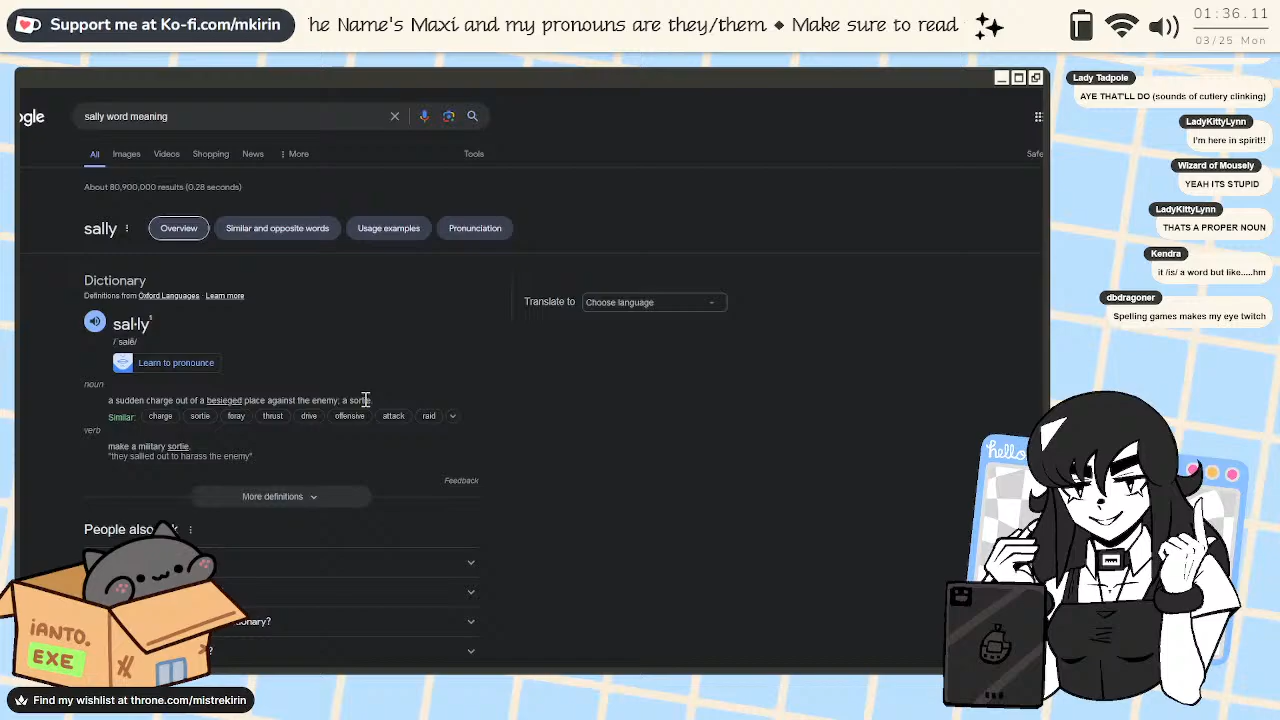 Support me at Ko-fi.com/mkirin
he Name's Maxi and my pronouns are they/them ◆ Make sure to read
01:36.11
03/25 Mon
ogle
sally word meaning
All Images Videos Shopping News More Tools Safe
About 80,900,000 results (0.28 seconds)
sally Overview Similar and opposite words Usage examples Pronunciation
Dictionary
Definitions from Oxford Languages · Learn more
Translate to Choose language
sal·ly¹
/ˈsalē/
Learn to pronounce
noun
a sudden charge out of a besieged place against the enemy; a sortie.
Similar: charge sortie foray thrust drive offensive attack raid
verb
make a military sortie.
"they sallied out to harass the enemy"
Feedback
More definitions
People also
onary?
?
Lady Tadpole
AYE THAT'LL DO (sounds of cutlery clinking)
LadyKittyLynn
I'm here in spirit!!
Wizard of Mousely
YEAH ITS STUPID
LadyKittyLynn
THATS A PROPER NOUN
Kendra
it /is/ a word but like.....hm
dbdragoner
Spelling games makes my eye twitch
hello
iANTO.
EXE
Find my wishlist at throne.com/mistrekirin